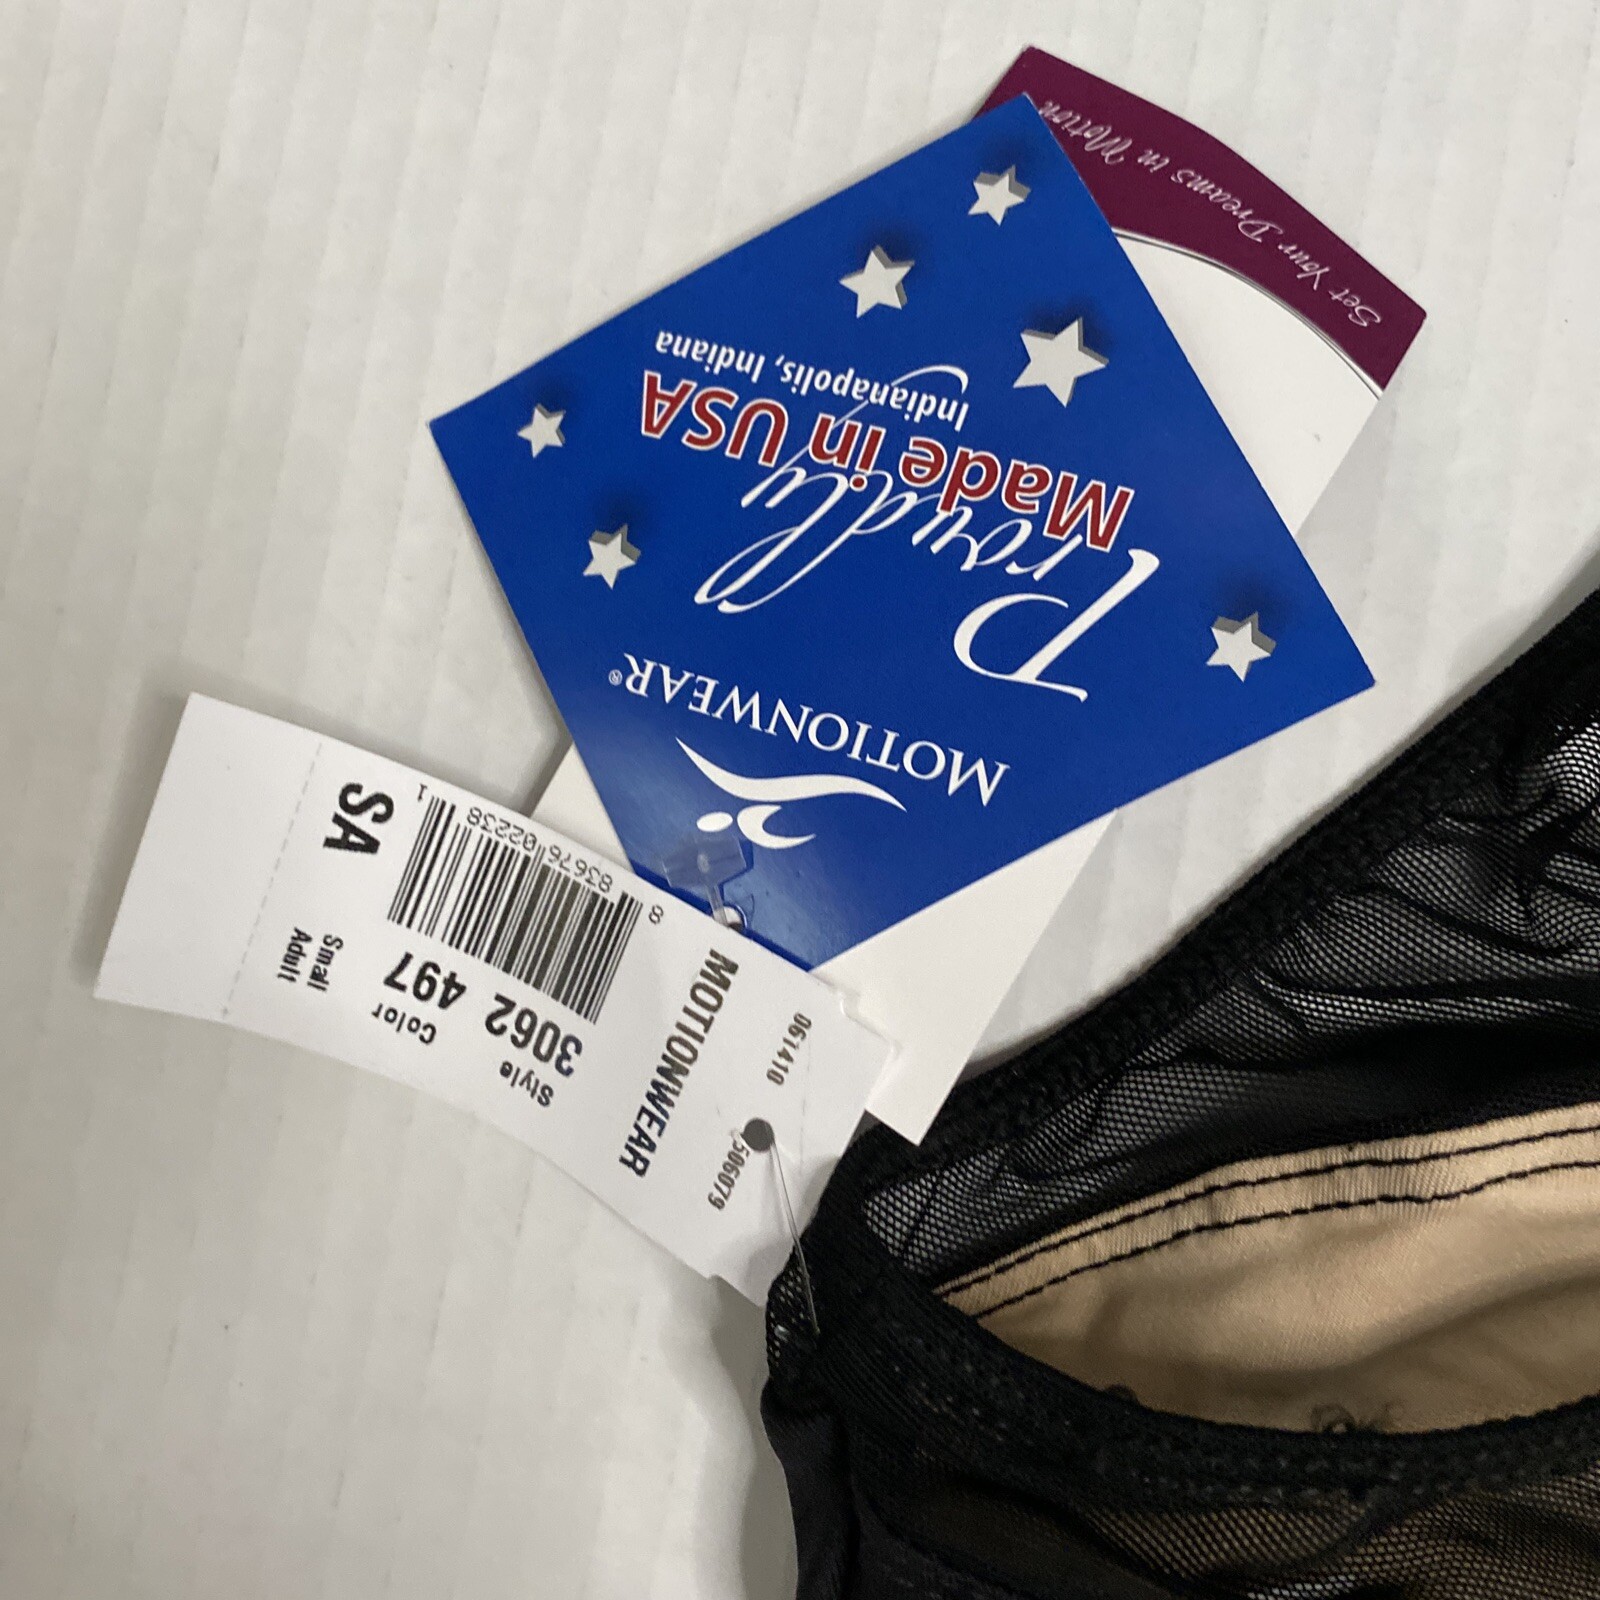 Set Your Dreams in Motion
MOTIONWEAR®
Proudly
Made in USA
Indianapolis, Indiana
061410
506079
MOTIONWEAR
Style
Color
3062 497
8 83676 02238 1
Small
Adult
SA